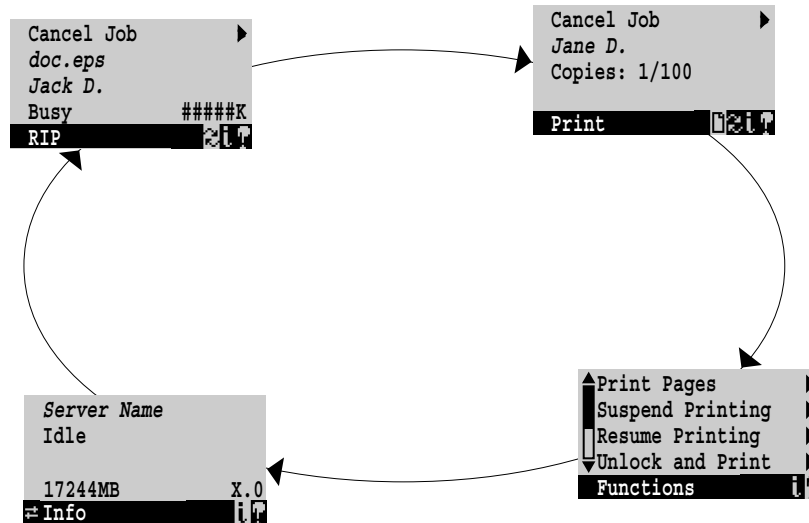 Cancel Job
doc.eps
Jack D.
Busy #####K
RIP
Cancel Job
Jane D.
Copies: 1/100
Print
Server Name
Idle
17244MB X.0
Info
Print Pages
Suspend Printing
Resume Printing
Unlock and Print
Functions